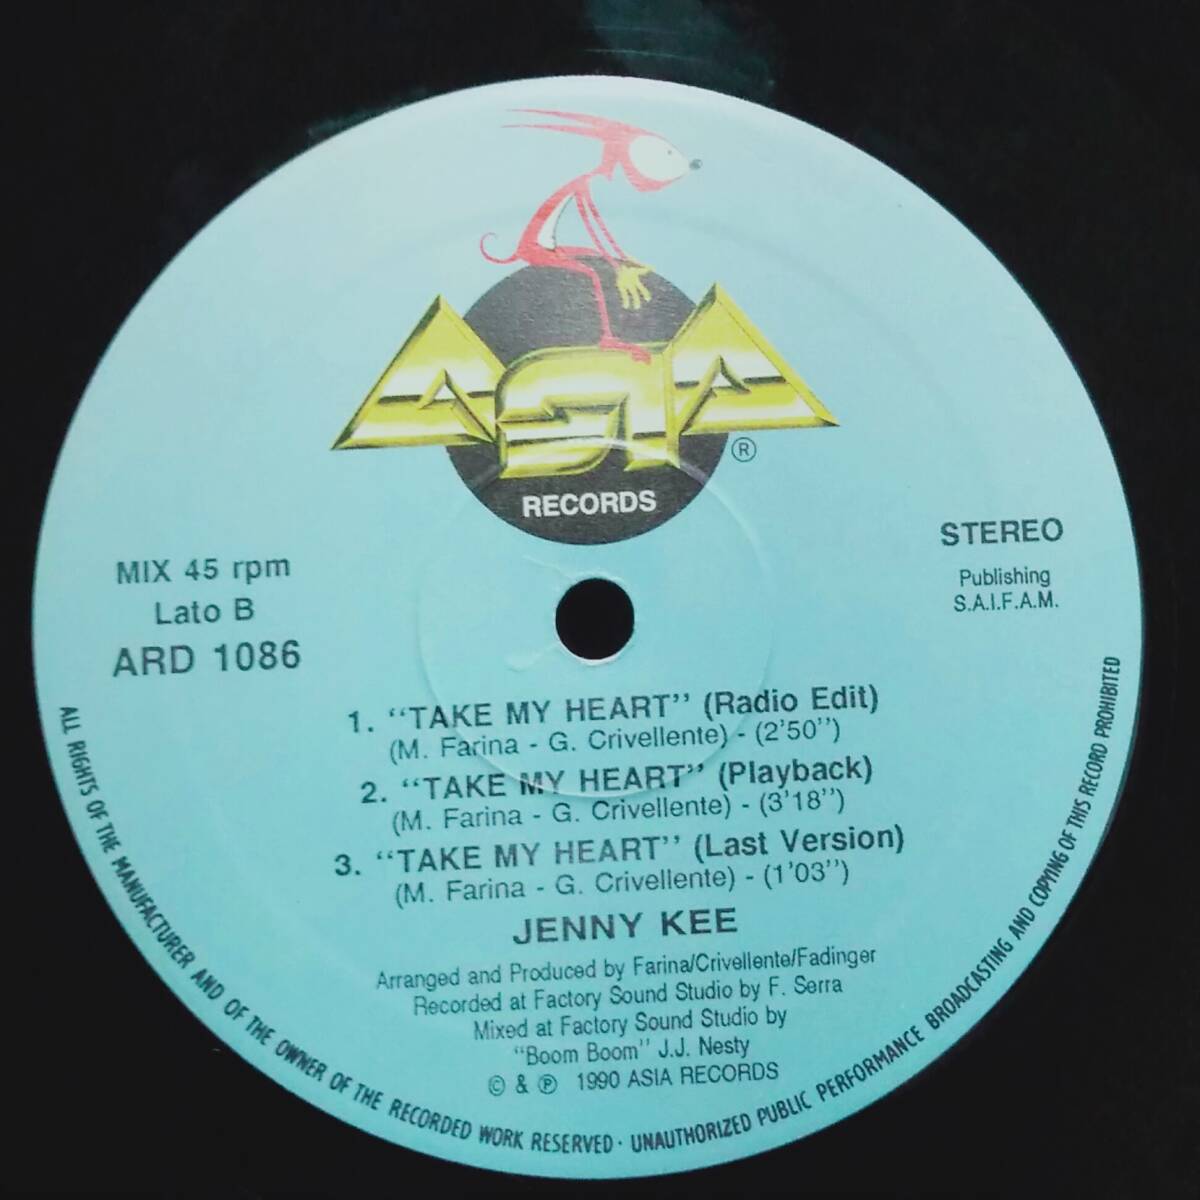 ASIA
®
RECORDS
MIX 45 rpm
Lato B
ARD 1086
STEREO
Publishing
S.A.I.F.A.M.
1. “TAKE MY HEART” (Radio Edit)
(M. Farina - G. Crivellente) - (2'50”)
2. “TAKE MY HEART” (Playback)
(M. Farina - G. Crivellente) - (3'18”)
3. “TAKE MY HEART” (Last Version)
(M. Farina - G. Crivellente) - (1'03”)
JENNY KEE
Arranged and Produced by Farina/Crivellente/Fadinger
Recorded at Factory Sound Studio by F. Serra
Mixed at Factory Sound Studio by
“Boom Boom” J.J. Nesty
© & ℗ 1990 ASIA RECORDS
ALL RIGHTS OF THE MANUFACTURER AND OF THE OWNER OF THE RECORDED WORK RESERVED · UNAUTHORIZED PUBLIC PERFORMANCE BROADCASTING AND COPYING OF THIS RECORD PROHIBITED